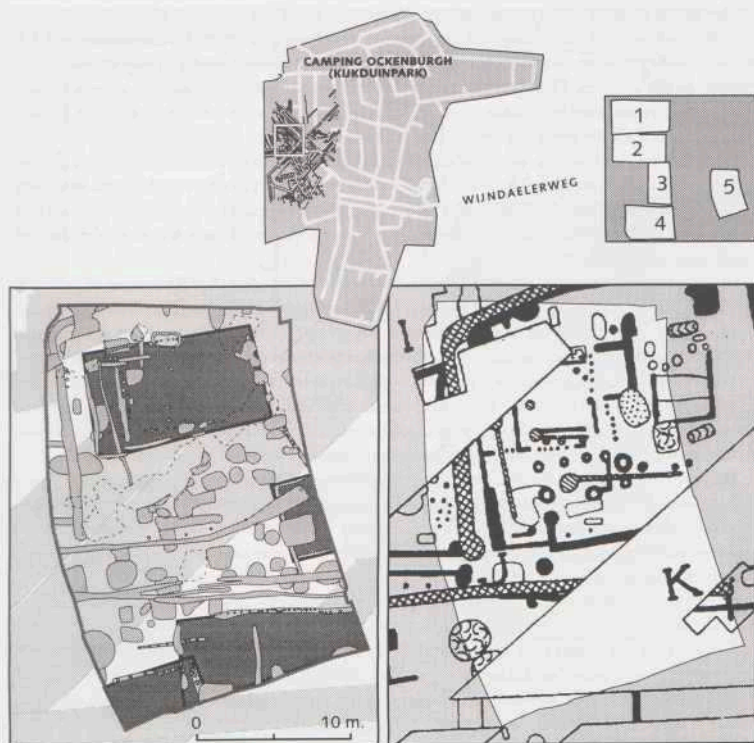 CAMPING OCKENBURGH
(KIJKDUINPARK)
WIJNDAELERWEG
1
2
3
4
5
K
0 10 m.